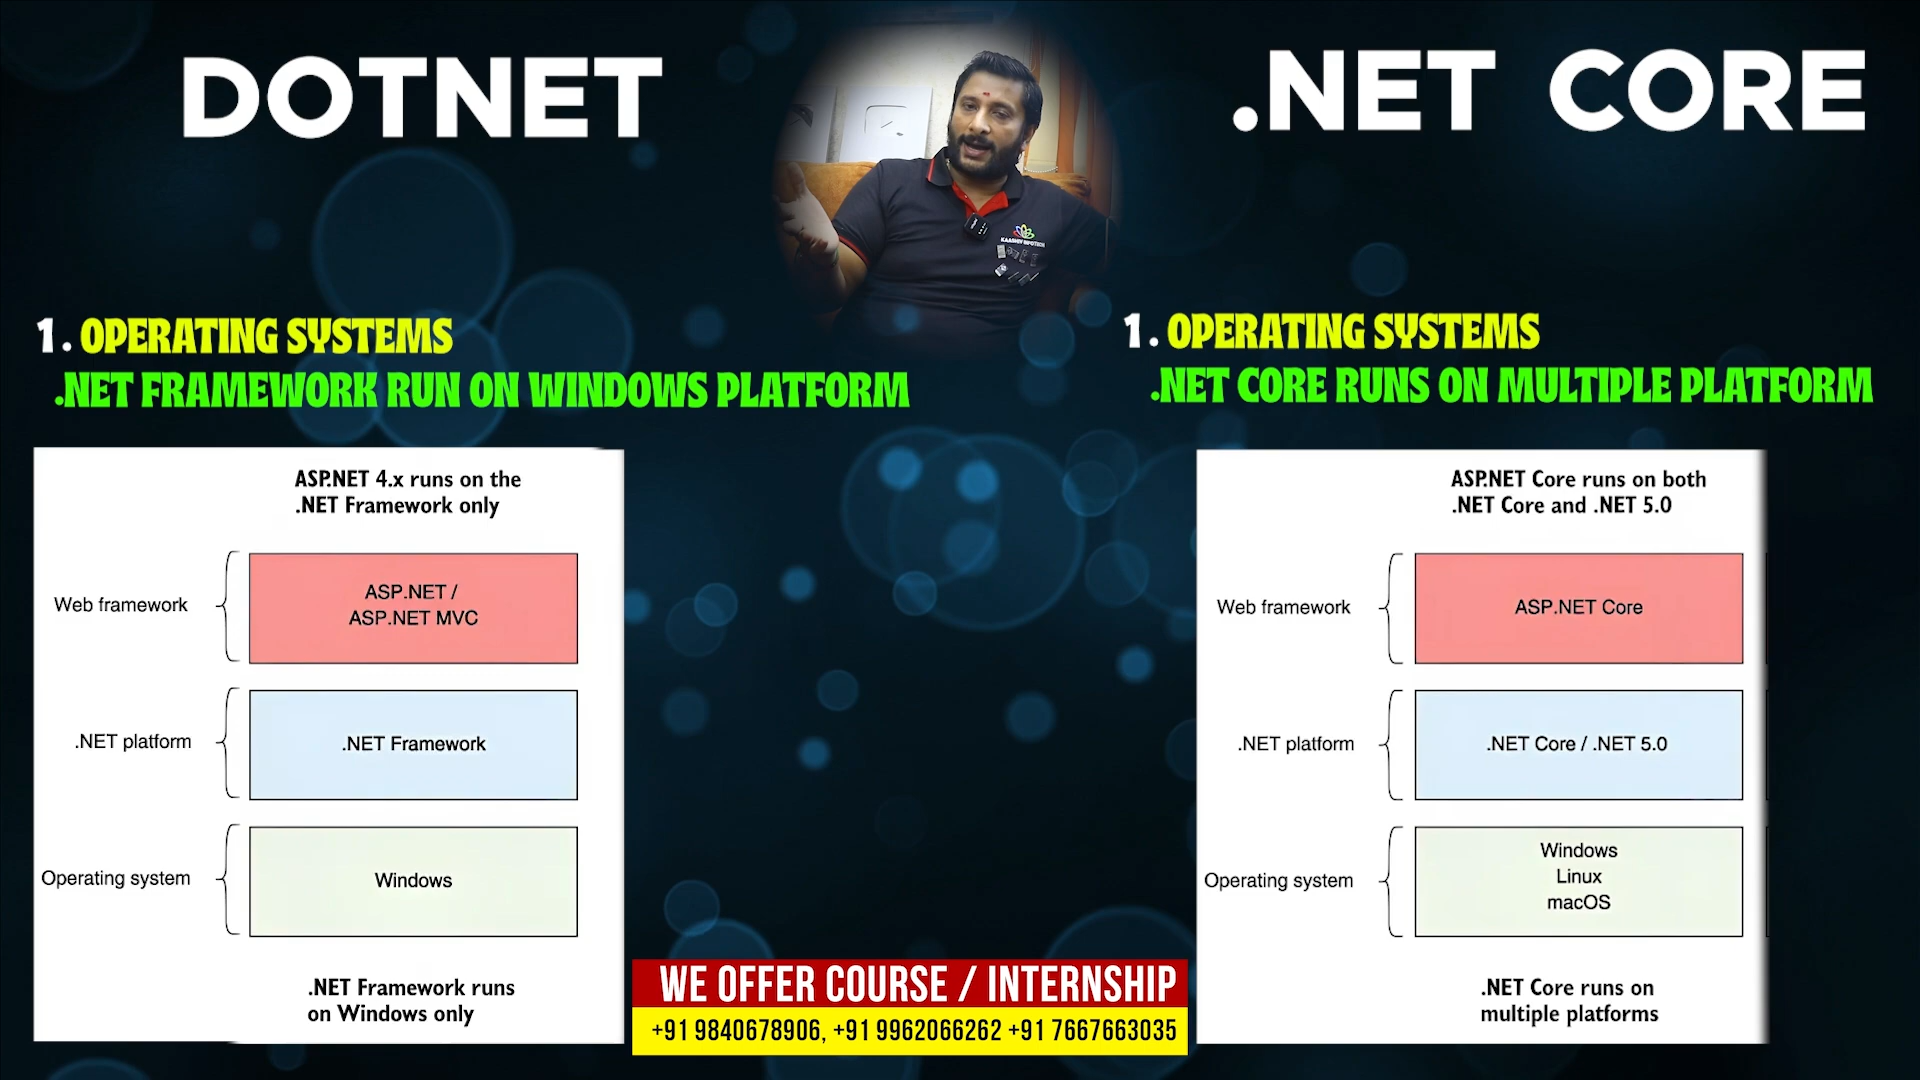 DOTNET
.NET CORE
KAASHIV INFOTECH
1. OPERATING SYSTEMS
.NET FRAMEWORK RUN ON WINDOWS PLATFORM
1. OPERATING SYSTEMS
.NET CORE RUNS ON MULTIPLE PLATFORM
ASP.NET 4.x runs on the
.NET Framework only
Web framework
ASP.NET /
ASP.NET MVC
.NET platform
.NET Framework
Operating system
Windows
.NET Framework runs
on Windows only
ASP.NET Core runs on both
.NET Core and .NET 5.0
Web framework
ASP.NET Core
.NET platform
.NET Core / .NET 5.0
Operating system
Windows
Linux
macOS
.NET Core runs on
multiple platforms
WE OFFER COURSE / INTERNSHIP
+91 9840678906, +91 9962066262 +91 7667663035